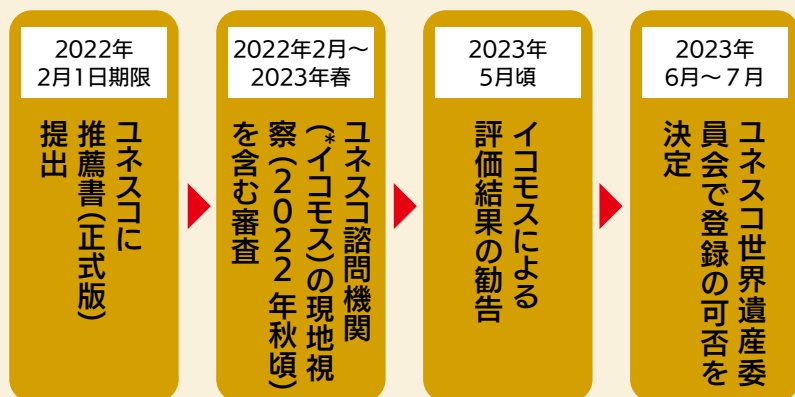 2022年
2月1日期限
ユネスコに
推薦書(正式版)
提出
2022年2月〜
2023年春
ユネスコ諮問機関
(*イコモス)の現地視
察(2022年秋頃)
を含む審査
2023年
5月頃
イコモスによる
評価結果の勧告
2023年
6月〜7月
ユネスコ世界遺産委
員会で登録の可否を
決定